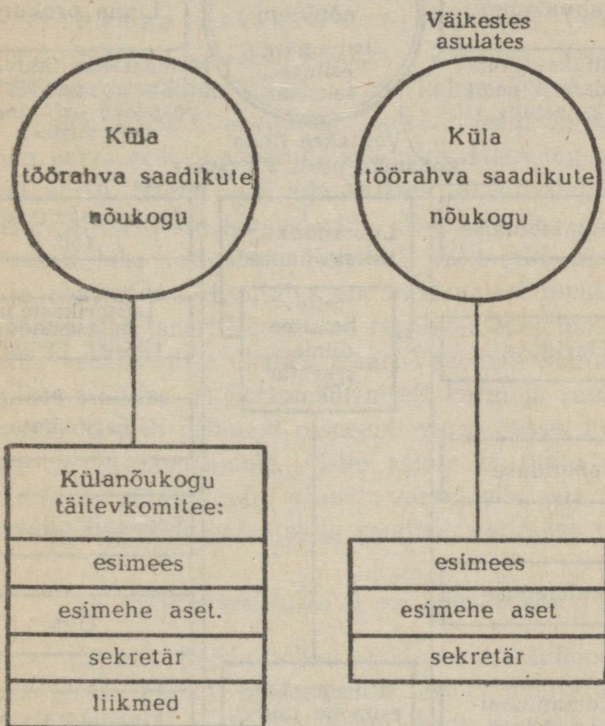 Küla
töörahva saadikute
nõukogu
Külanõukogu
täitevkomitee:
esimees
esimehe aset.
sekretär
liikmed
Väikestes
asulates
Küla
töörahva saadikute
nõukogu
esimees
esimehe aset
sekretär